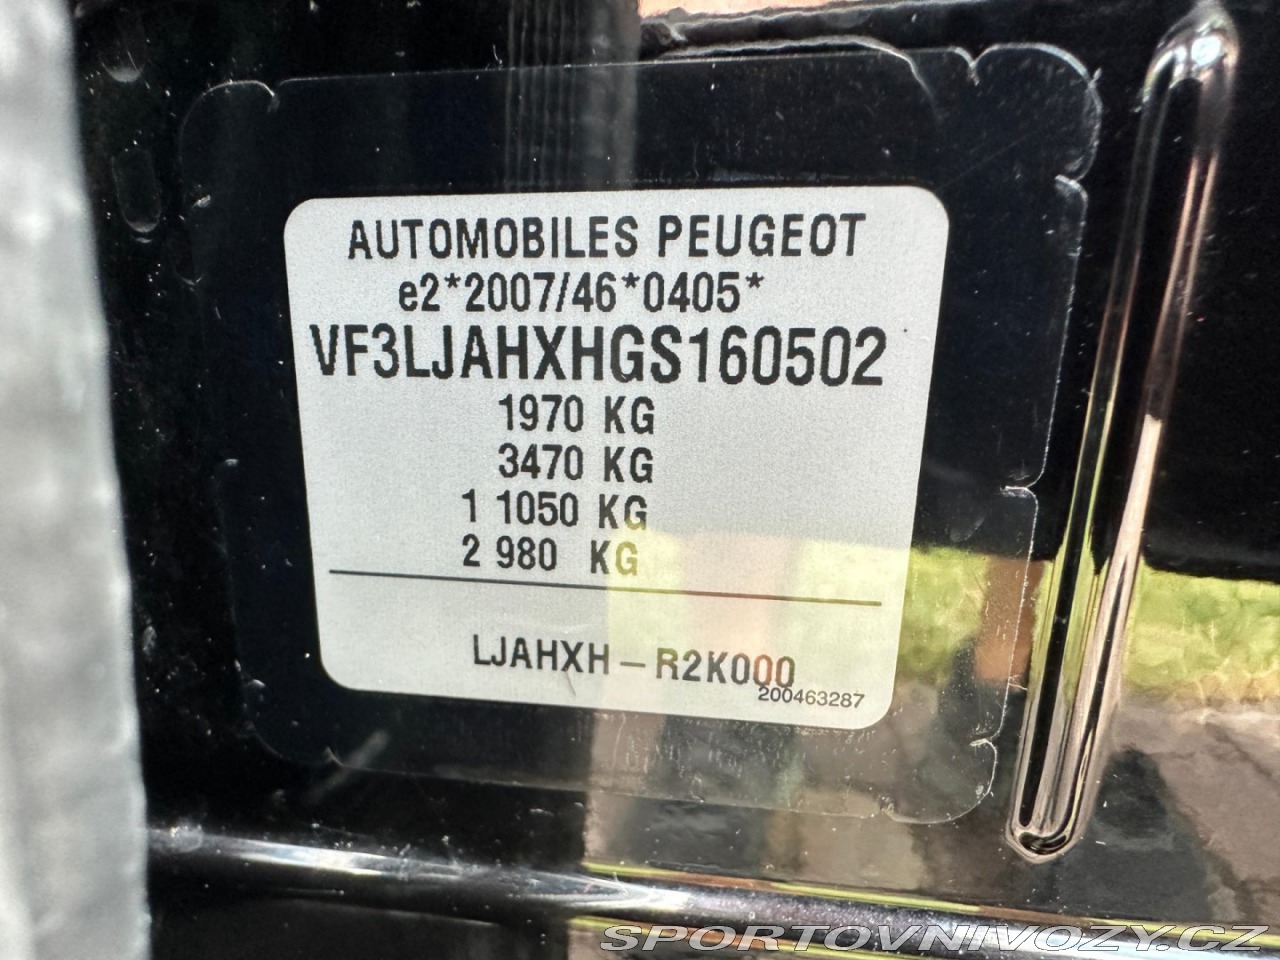 AUTOMOBILES PEUGEOT
e2*2007/46*0405*
VF3LJAHXHGS160502
1970 KG
3470 KG
1 1050 KG
2 980 KG
LJAHXH – R2K000
200463287
SPORTOVNIVOZY.CZ